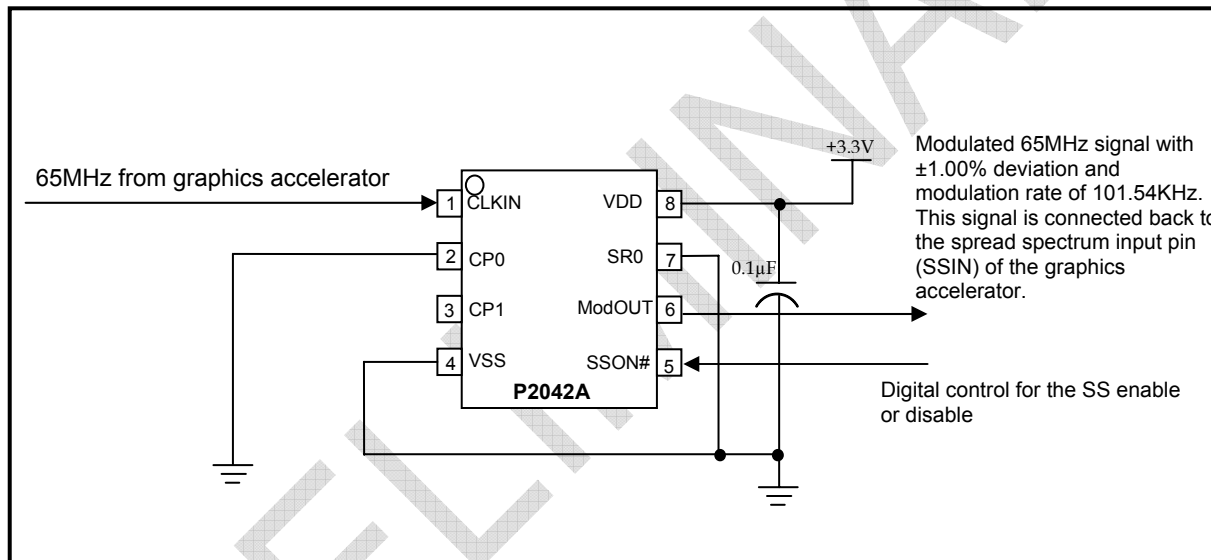 +3.3V
Modulated 65MHz signal with
±1.00% deviation and
modulation rate of 101.54KHz.
This signal is connected back to
the spread spectrum input pin
(SSIN) of the graphics
accelerator.
65MHz from graphics accelerator
1 CLKIN VDD 8
2 CP0 SR0 7
0.1µF
3 CP1 ModOUT 6
4 VSS SSON# 5
P2042A
Digital control for the SS enable
or disable
ELIMINA